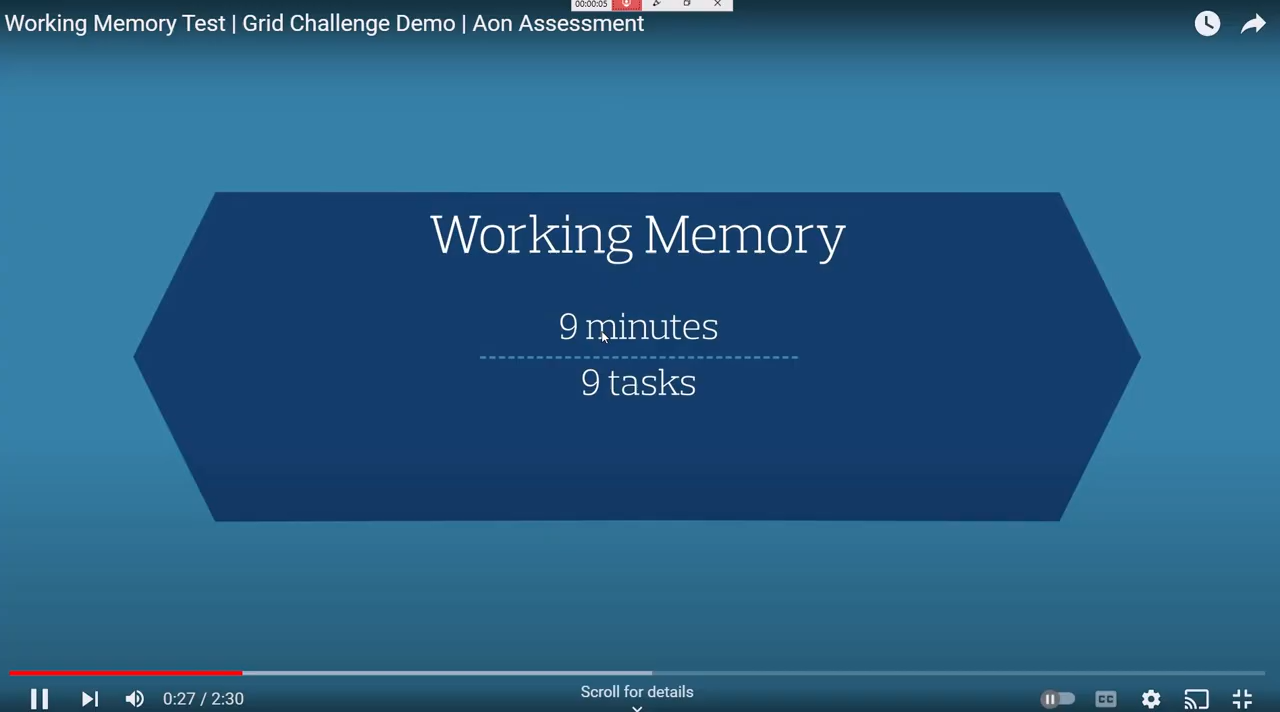 00:00:05
Working Memory Test | Grid Challenge Demo | Aon Assessment
Working Memory
9 minutes
9 tasks
Scroll for details
0:27 / 2:30
CC